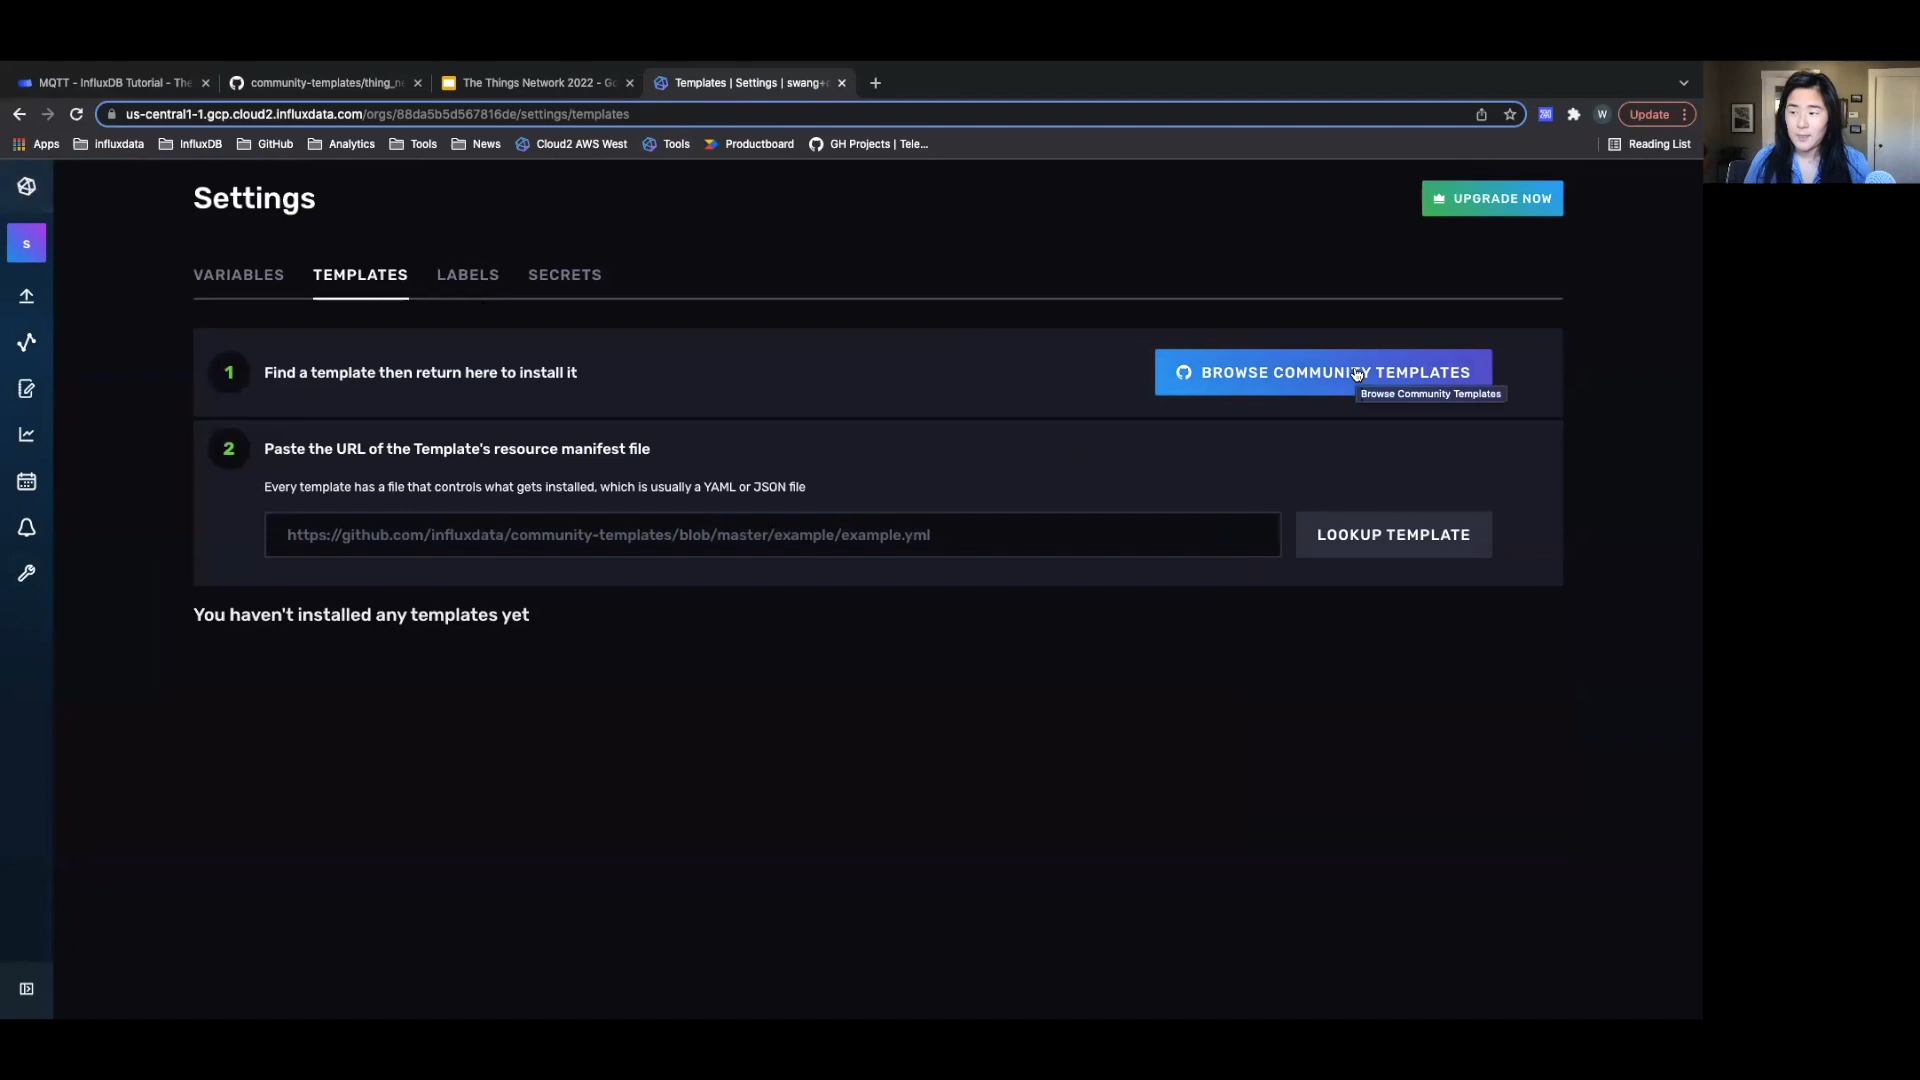 MQTT - InfluxDB Tutorial - The
community-templates/thing_n
The Things Network 2022 - Go
Templates | Settings | swang+
us-central1-1.gcp.cloud2.influxdata.com/orgs/88da5b5d567816de/settings/templates
W
Update
Apps
influxdata
InfluxDB
GitHub
Analytics
Tools
News
Cloud2 AWS West
Tools
Productboard
GH Projects | Tele...
Reading List
Settings
UPGRADE NOW
s
VARIABLES
TEMPLATES
LABELS
SECRETS
1
Find a template then return here to install it
BROWSE COMMUNITY TEMPLATES
Browse Community Templates
2
Paste the URL of the Template's resource manifest file
Every template has a file that controls what gets installed, which is usually a YAML or JSON file
https://github.com/influxdata/community-templates/blob/master/example/example.yml
LOOKUP TEMPLATE
You haven't installed any templates yet